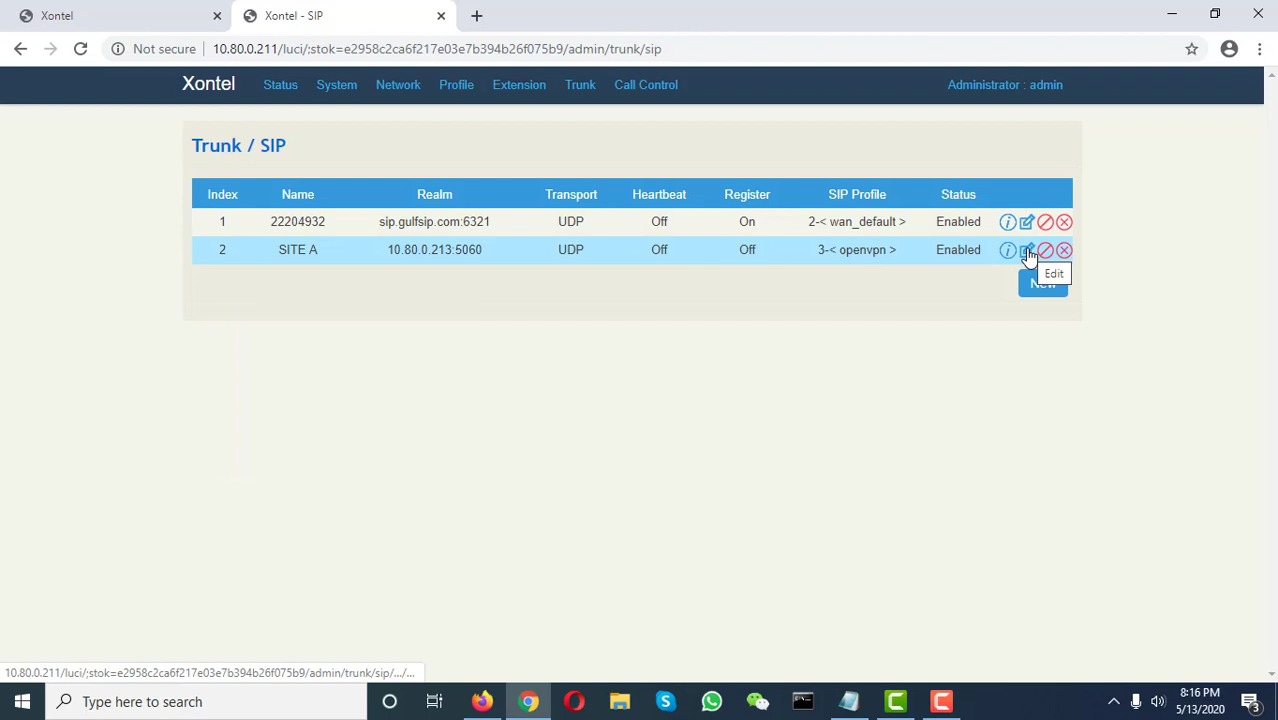 Xontel
Xontel - SIP
Not secure
10.80.0.211/luci/;stok=e2958c2ca6f217e03e7b394b26f075b9/admin/trunk/sip
Xontel Status System Network Profile Extension Trunk Call Control Administrator : admin
Trunk / SIP
Index Name Realm Transport Heartbeat Register SIP Profile Status
1 22204932 sip.gulfsip.com:6321 UDP Off On 2-< wan_default > Enabled
2 SITE A 10.80.0.213:5060 UDP Off Off 3-< openvpn > Enabled
Edit
New
10.80.0.211/luci/;stok=e2958c2ca6f217e03e7b394b26f075b9/admin/trunk/sip/.../...
Type here to search
8:16 PM
5/13/2020
3